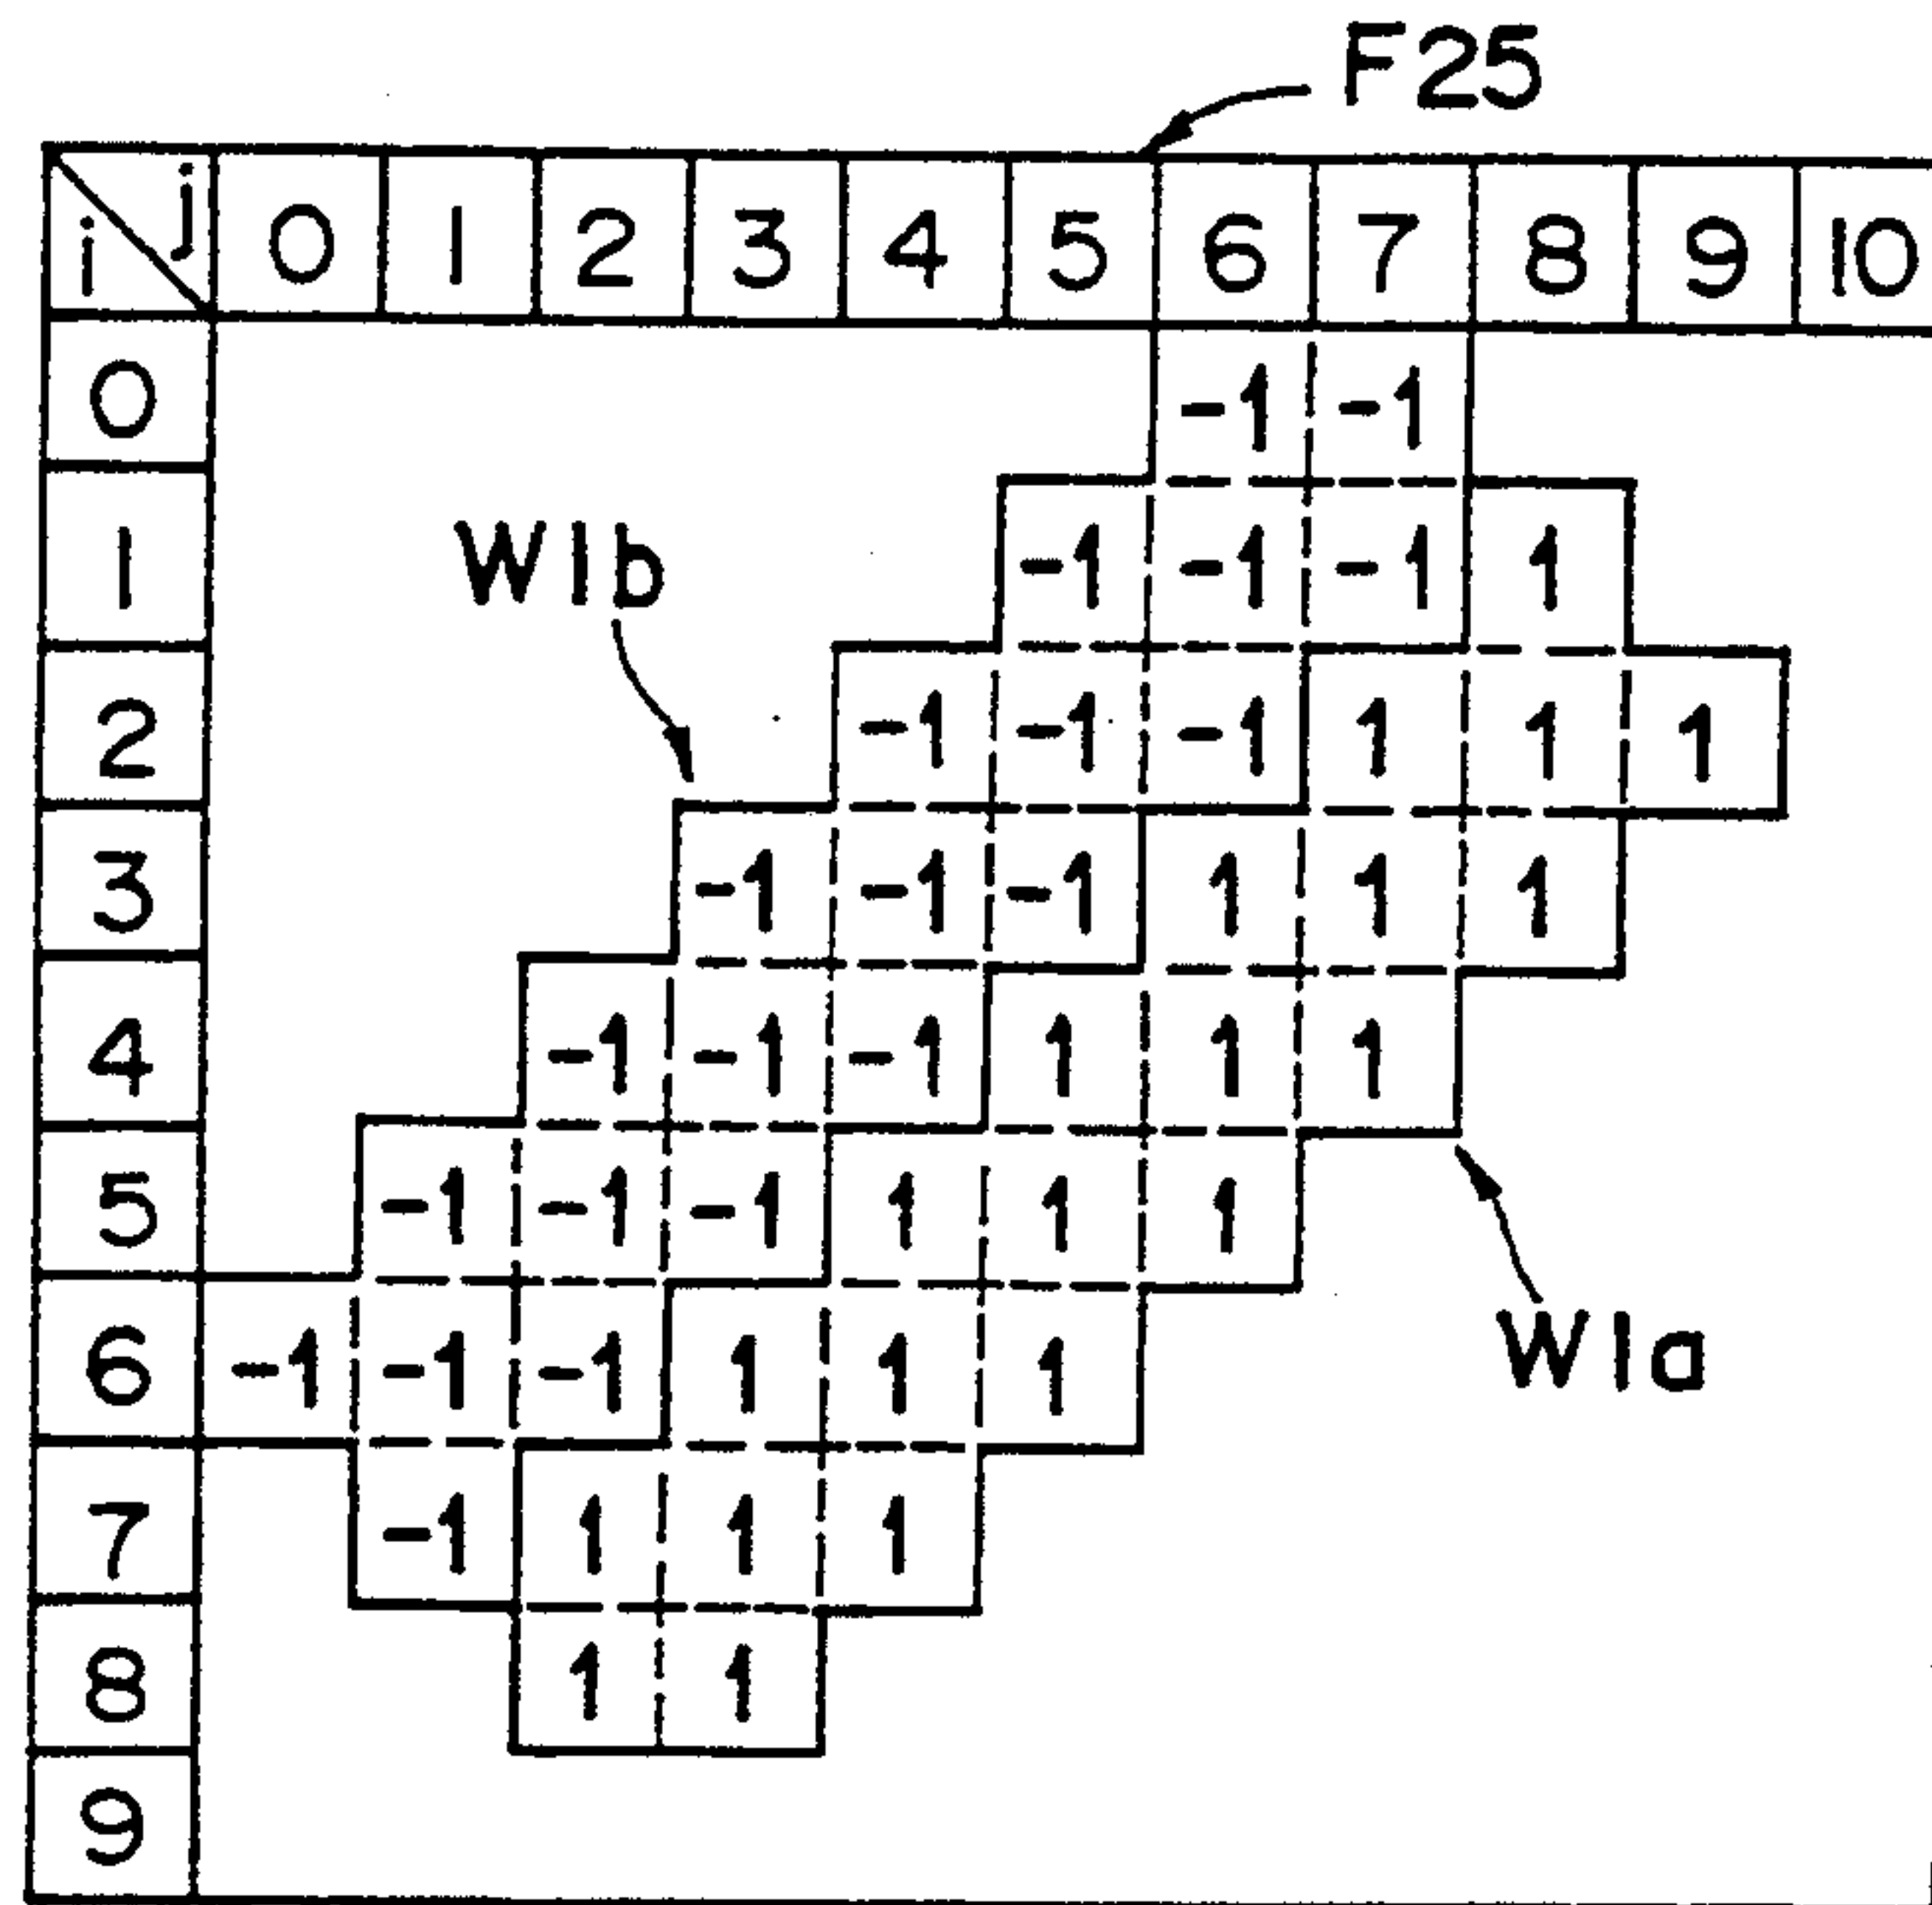 F25
i j 0 1 2 3 4 5 6 7 8 9 10
0 -1 -1
1 -1 -1 -1 1
W1b
2 -1 -1 -1 1 1 1
3 -1 -1 -1 1 1 1
4 -1 -1 -1 1 1 1
5 -1 -1 -1 1 1 1
6 -1 -1 -1 1 1 1
W1a
7 -1 1 1 1
8 1 1
9